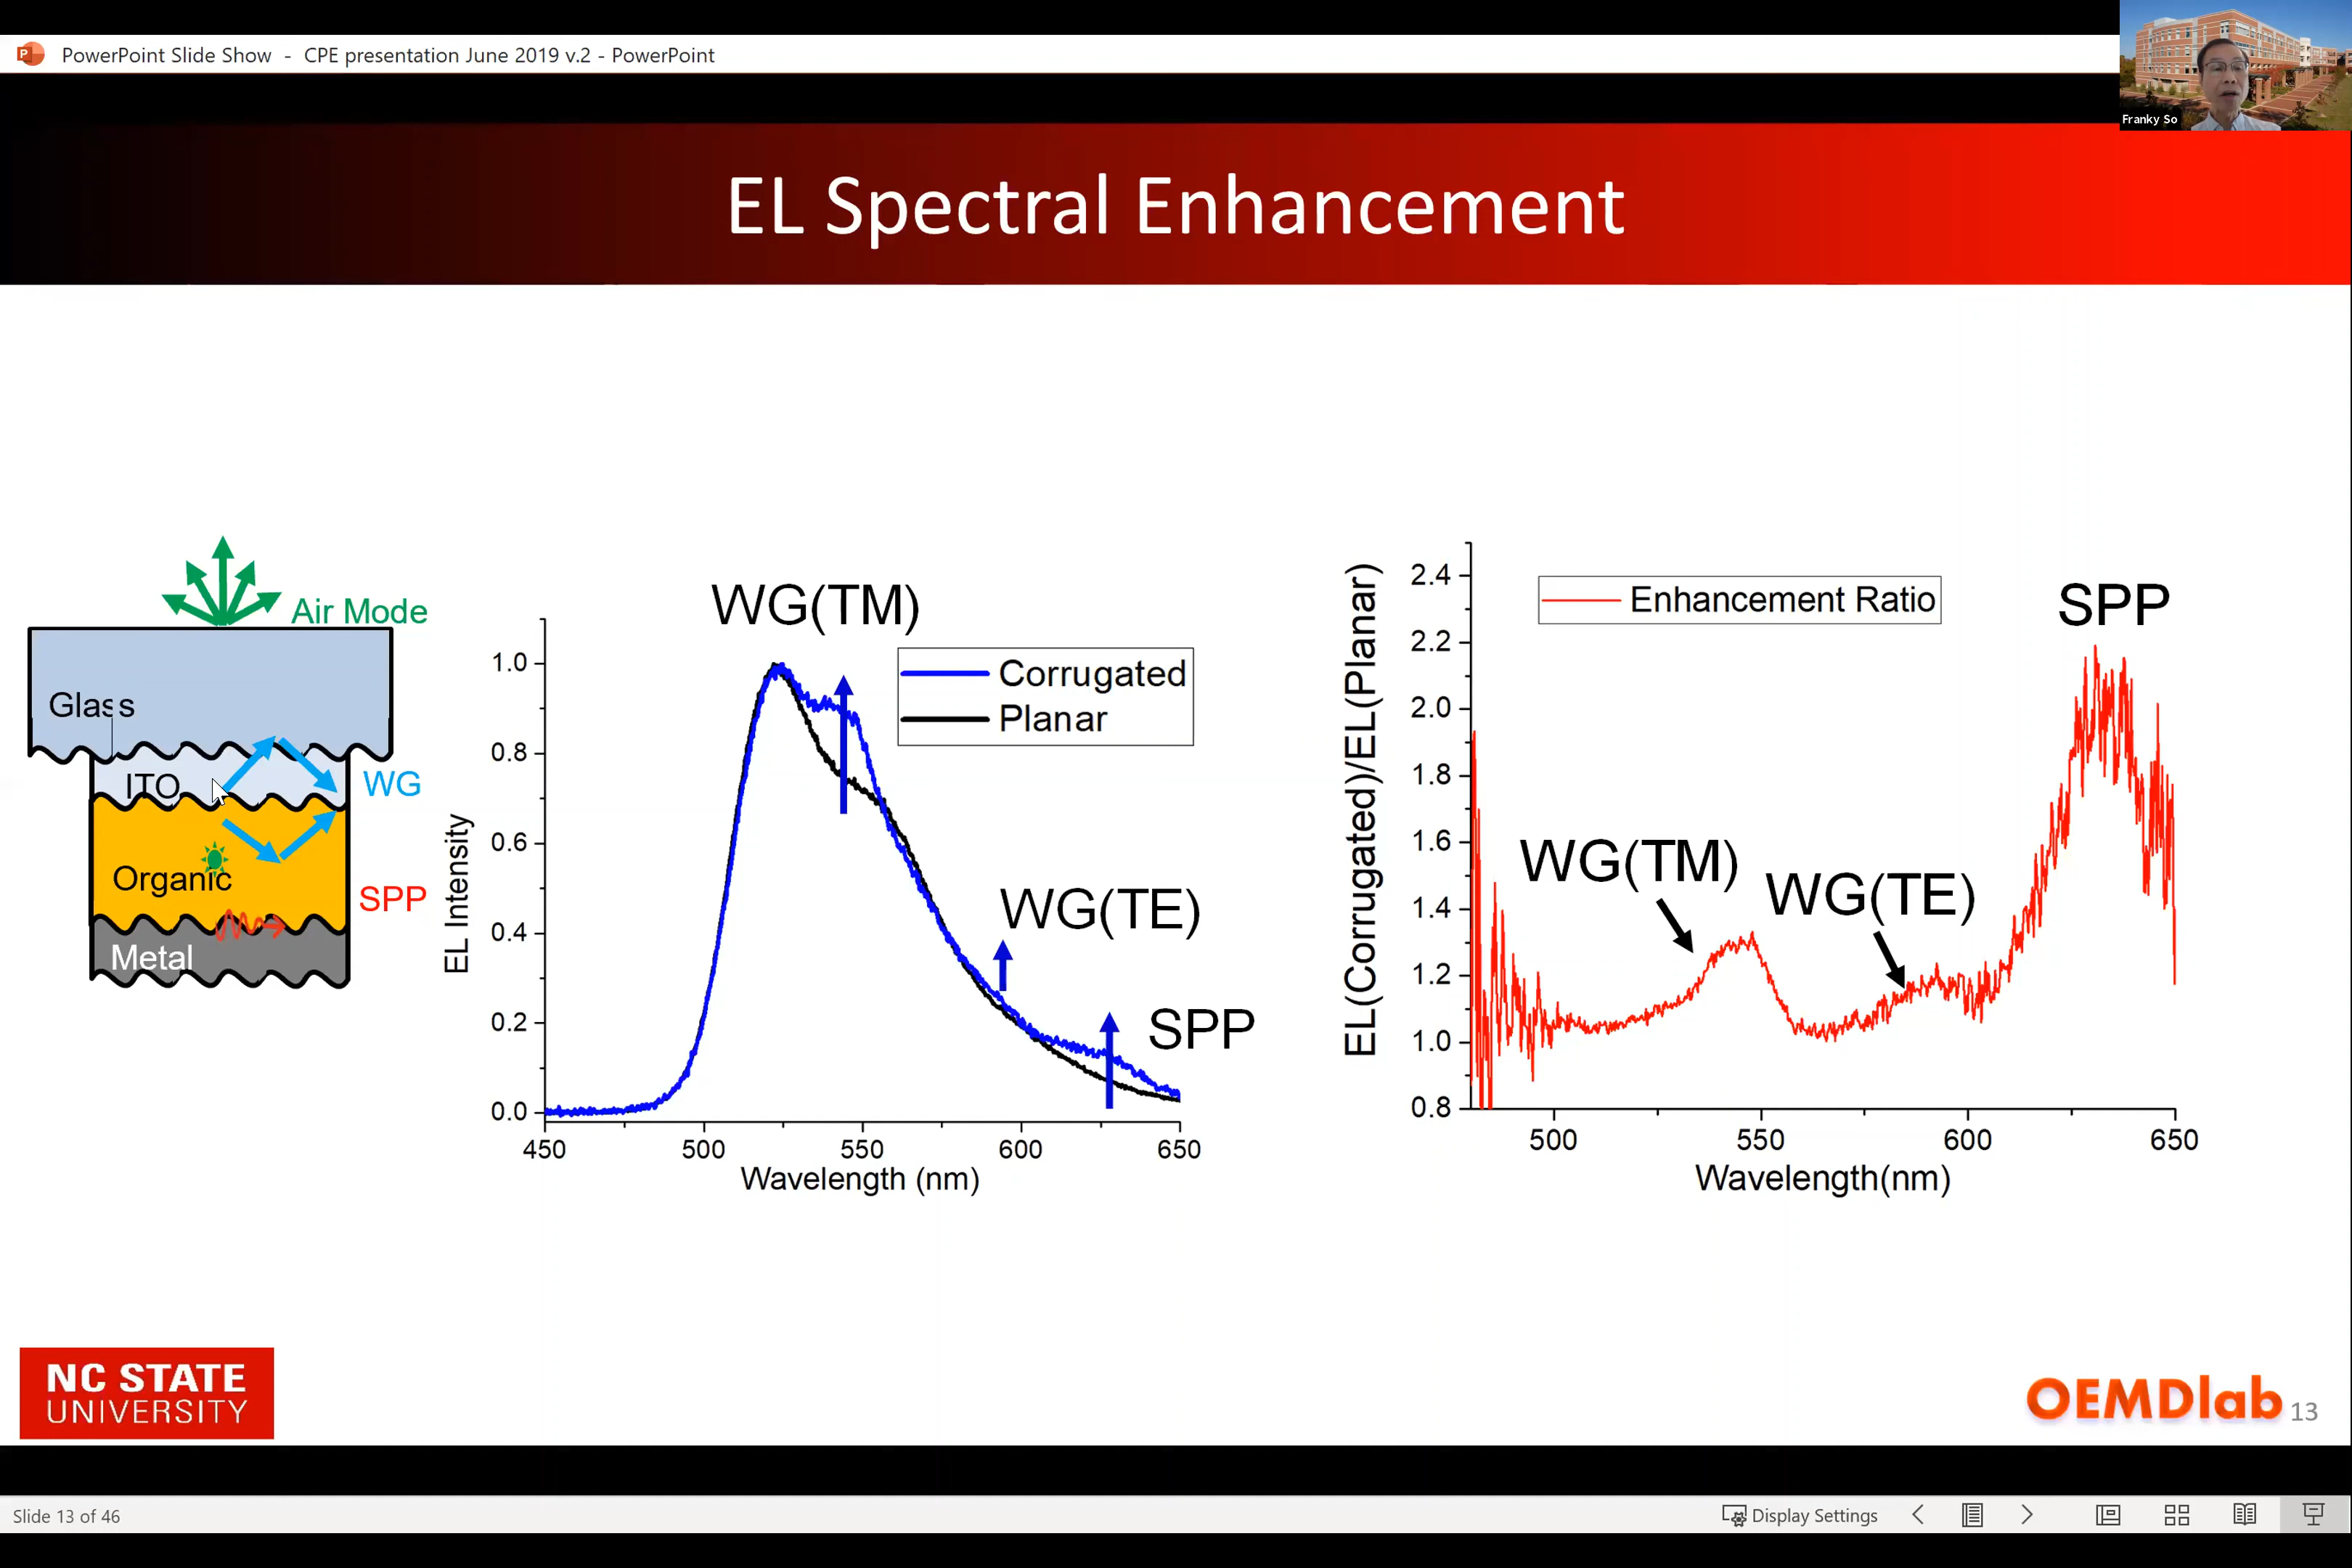 PowerPoint Slide Show - CPE presentation June 2019 v.2 - PowerPoint
Franky So
EL Spectral Enhancement
Air Mode
Glass
ITO
WG
Organic
SPP
Metal
WG(TM)
Corrugated
Planar
WG(TE)
SPP
EL Intensity
1.0
0.8
0.6
0.4
0.2
0.0
450 500 550 600 650
Wavelength (nm)
Enhancement Ratio
SPP
WG(TM)
WG(TE)
EL(Corrugated)/EL(Planar)
2.4
2.2
2.0
1.8
1.6
1.4
1.2
1.0
0.8
500 550 600 650
Wavelength(nm)
NC STATE
UNIVERSITY
OEMDlab
13
Slide 13 of 46
Display Settings